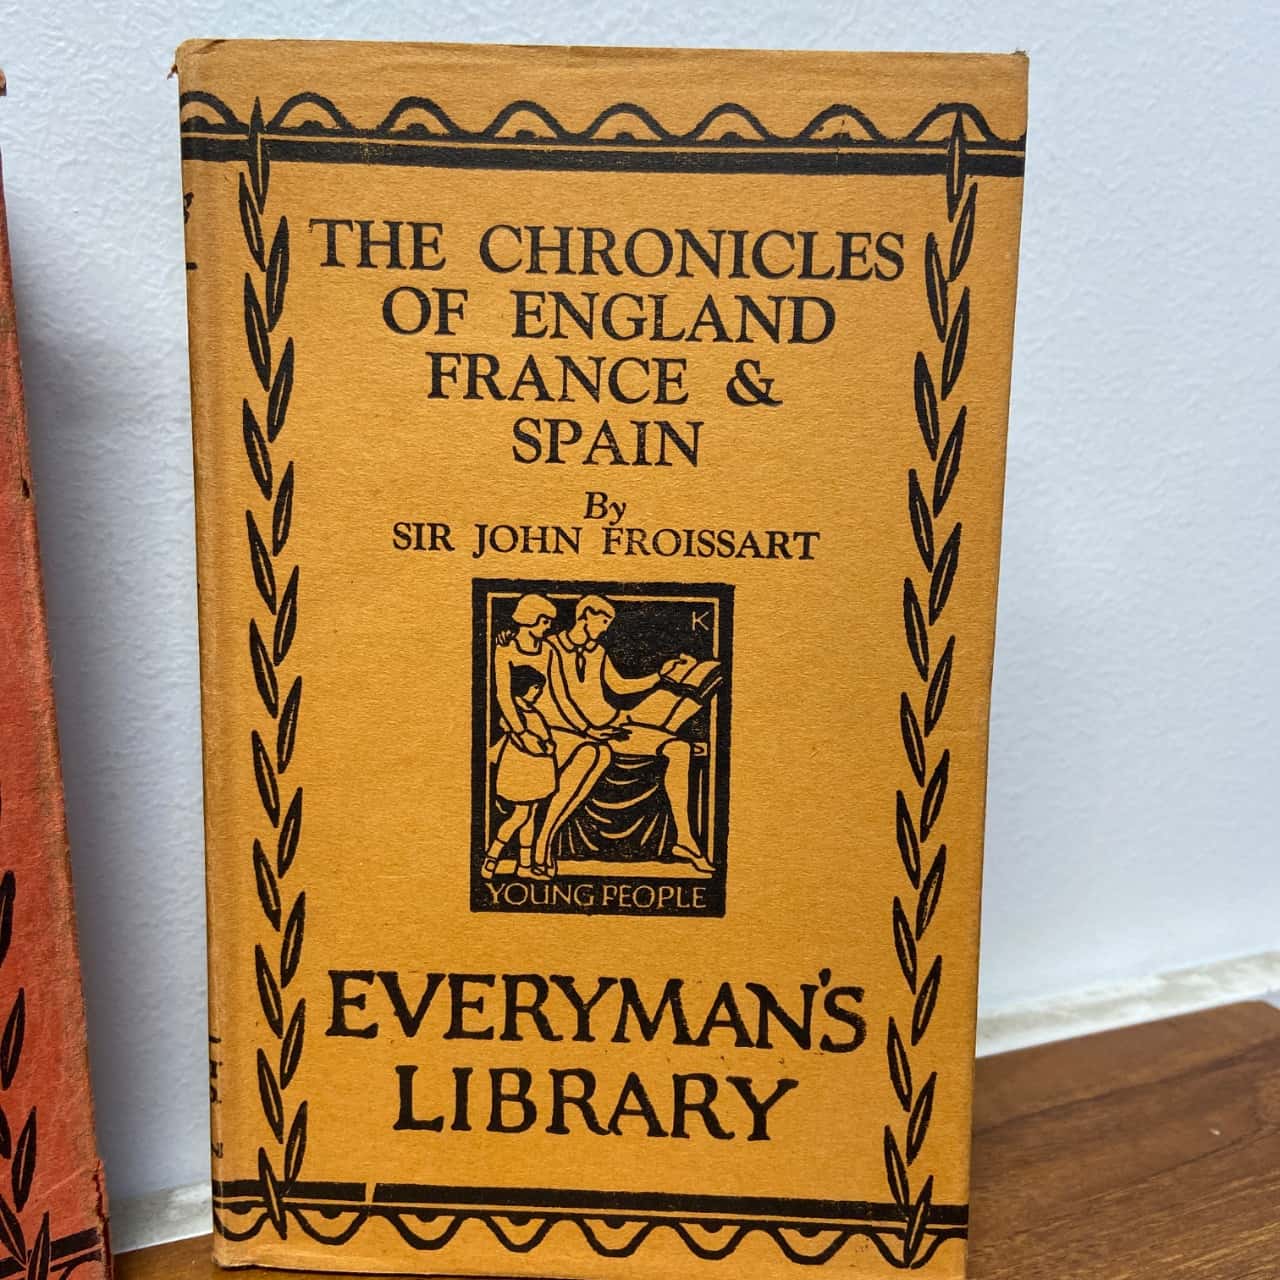 THE CHRONICLES
OF ENGLAND
FRANCE &
SPAIN
By
SIR JOHN FROISSART
K
YOUNG PEOPLE
EVERYMAN'S
LIBRARY